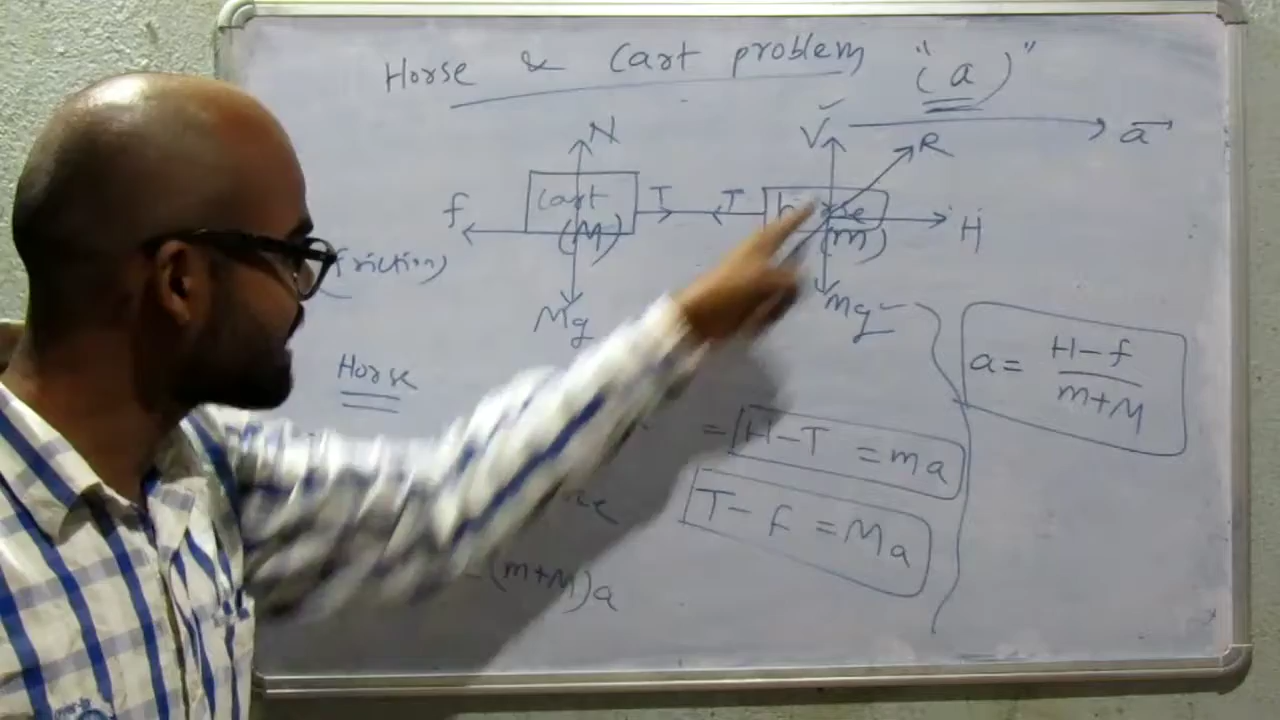 Horse & Cart problem "(a)"
N V R a
f cart T T H
(M) (m)
(friction)
Mg mg
Horse
a = H-f / m+M
= H-T = ma
T-f = Ma
(m+M)a